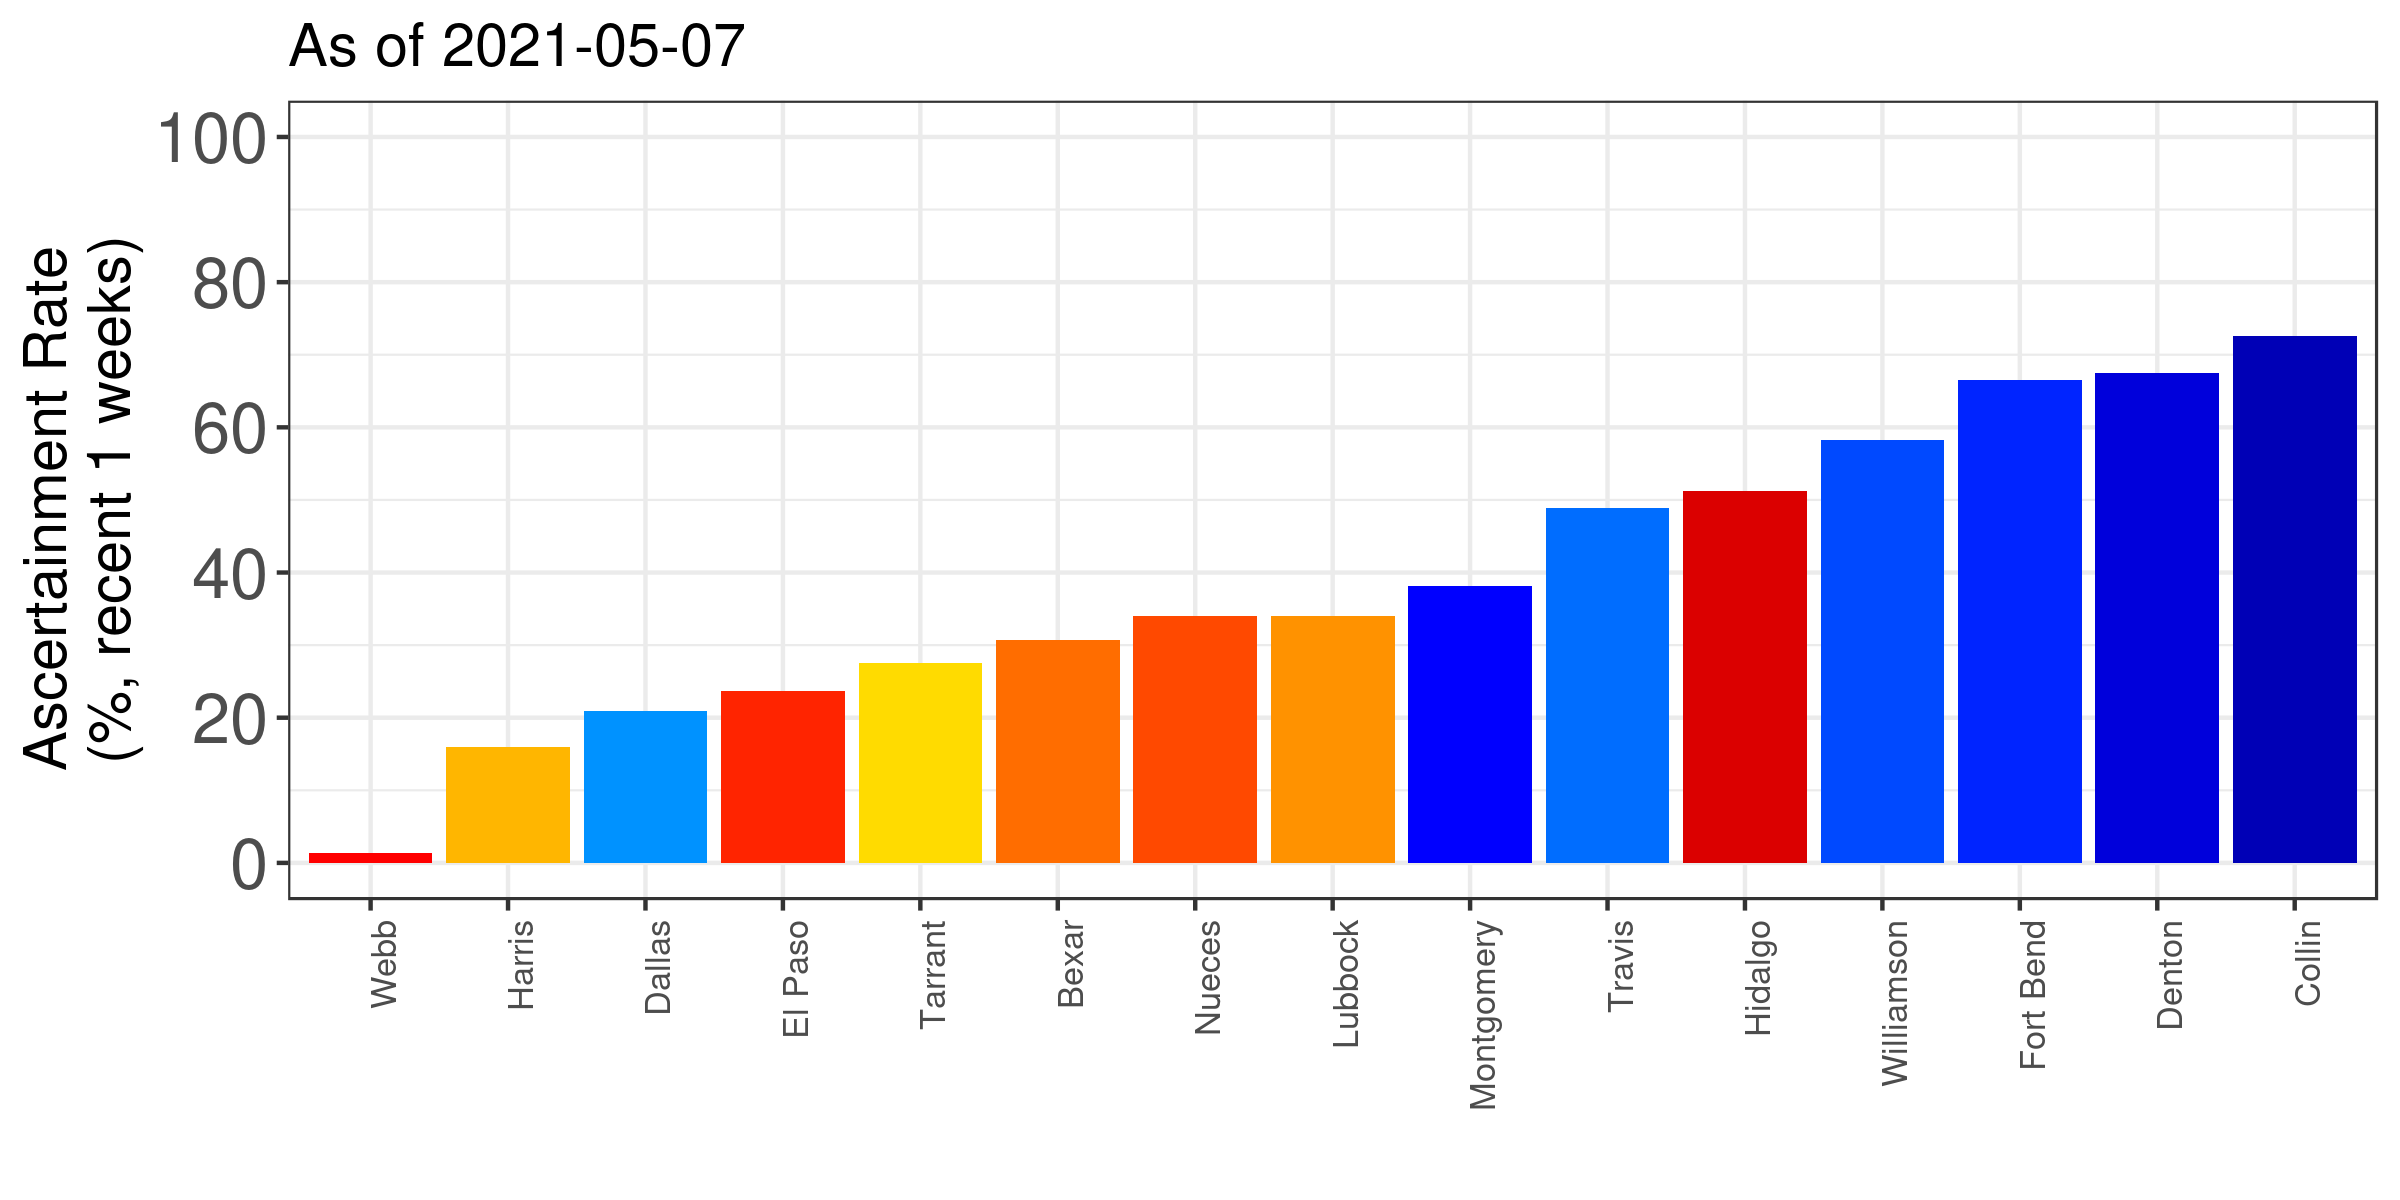 As of 2021-05-07
Ascertainment Rate
(%, recent 1 weeks)
100
80
60
40
20
0
Webb
Harris
Dallas
El Paso
Tarrant
Bexar
Nueces
Lubbock
Montgomery
Travis
Hidalgo
Williamson
Fort Bend
Denton
Collin